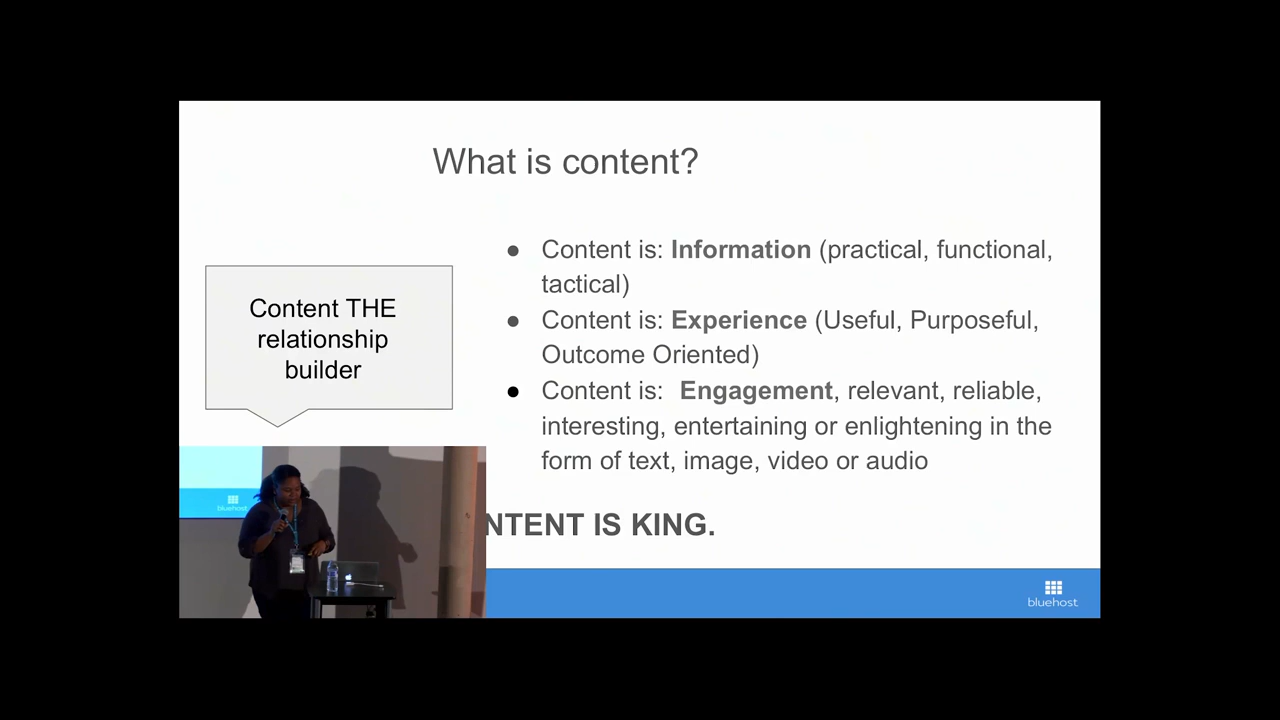 What is content?
Content THE
relationship
builder
● Content is: Information (practical, functional,
tactical)
● Content is: Experience (Useful, Purposeful,
Outcome Oriented)
● Content is: Engagement, relevant, reliable,
interesting, entertaining or enlightening in the
form of text, image, video or audio
NTENT IS KING.
bluehost
bluehost